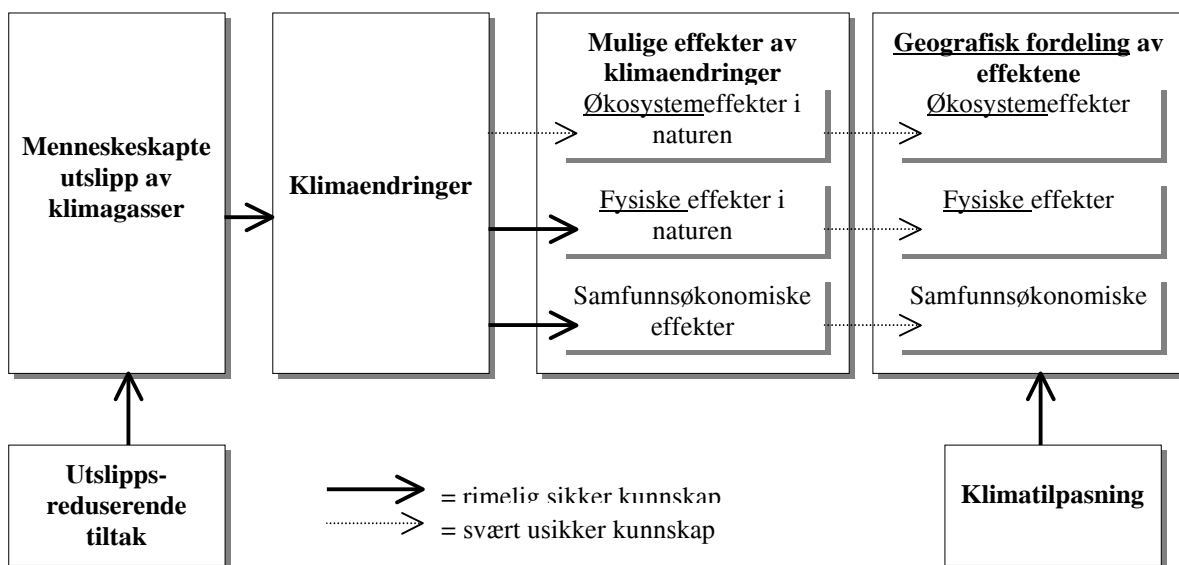 Menneskeskapte
utslipp av
klimagasser
Klimaendringer
Mulige effekter av
klimaendringer
Økosystemeffekter i
naturen
Fysiske effekter i
naturen
Samfunnsøkonomiske
effekter
Geografisk fordeling av
effektene
Økosystemeffekter
Fysiske effekter
Samfunnsøkonomiske
Utslipps-
reduserende
tiltak
= rimelig sikker kunnskap
= svært usikker kunnskap
Klimatilpasning